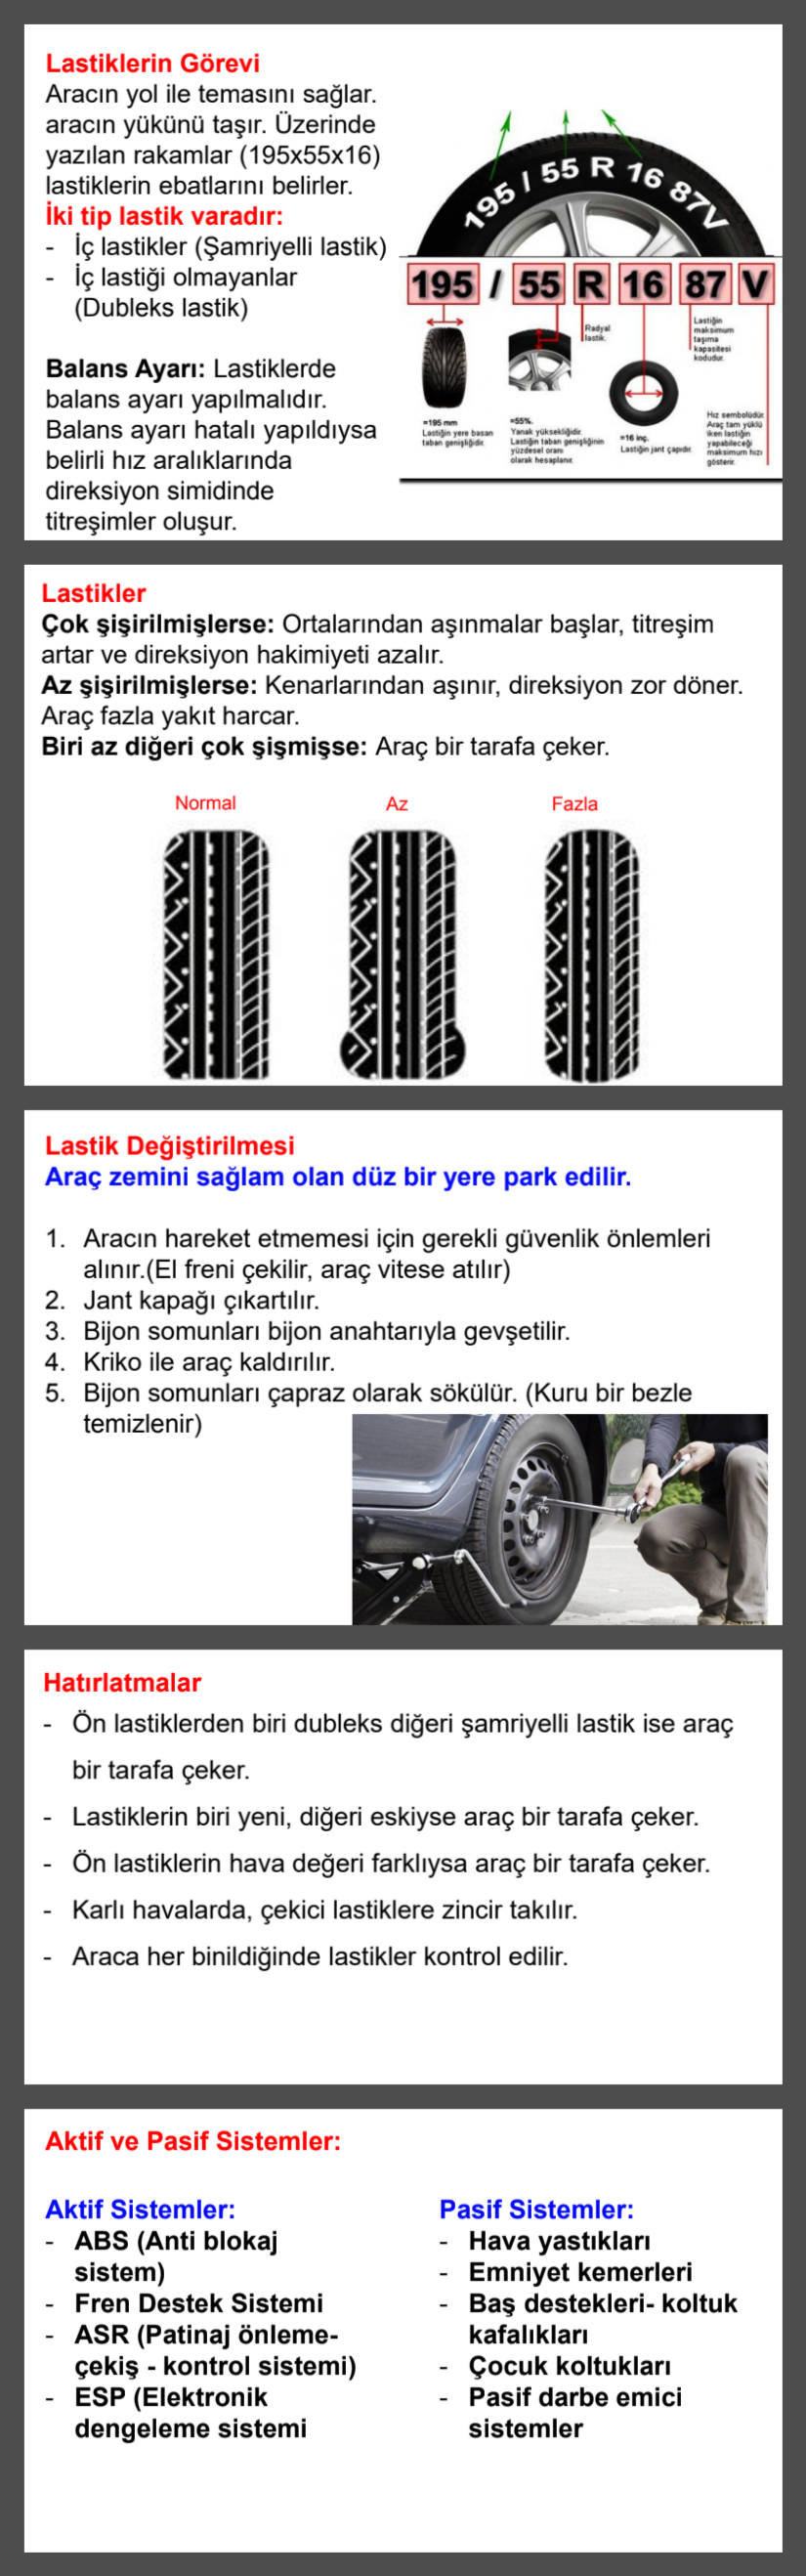 Lastiklerin Görevi
Aracın yol ile temasını sağlar.
aracın yükünü taşır. Üzerinde
yazılan rakamlar (195x55x16)
lastiklerin ebatlarını belirler.
İki tip lastik varadır:
- İç lastikler (Şamriyelli lastik)
- İç lastiği olmayanlar
(Dubleks lastik)
Balans Ayarı: Lastiklerde
balans ayarı yapılmalıdır.
Balans ayarı hatalı yapıldıysa
belirli hız aralıklarında
direksiyon simidinde
titreşimler oluşur.
195 / 55 R 16 87V
195 / 55 R 16 87 V
=195 mm
Lastiğin yere basan
taban genişliğidir.
=55%.
Yanak yüksekliğidir.
Lastiğin taban genişliğinin
yüzdesel oranı
olarak hesaplanır.
Radyal
lastik.
=16 inç.
Lastiğin jant çapıdır.
Lastiğin
maksimum
taşıma
kapasitesi
kodudur.
Hız sembolüdür.
Araç tam yüklü
iken lastiğin
yapabileceği
maksimum hızı
gösterir.
Lastikler
Çok şişirilmişlerse: Ortalarından aşınmalar başlar, titreşim
artar ve direksiyon hakimiyeti azalır.
Az şişirilmişlerse: Kenarlarından aşınır, direksiyon zor döner.
Araç fazla yakıt harcar.
Biri az diğeri çok şişmişse: Araç bir tarafa çeker.
Normal Az Fazla
Lastik Değiştirilmesi
Araç zemini sağlam olan düz bir yere park edilir.
1. Aracın hareket etmemesi için gerekli güvenlik önlemleri
alınır.(El freni çekilir, araç vitese atılır)
2. Jant kapağı çıkartılır.
3. Bijon somunları bijon anahtarıyla gevşetilir.
4. Kriko ile araç kaldırılır.
5. Bijon somunları çapraz olarak sökülür. (Kuru bir bezle
temizlenir)
Hatırlatmalar
- Ön lastiklerden biri dubleks diğeri şamriyelli lastik ise araç
bir tarafa çeker.
- Lastiklerin biri yeni, diğeri eskiyse araç bir tarafa çeker.
- Ön lastiklerin hava değeri farklıysa araç bir tarafa çeker.
- Karlı havalarda, çekici lastiklere zincir takılır.
- Araca her binildiğinde lastikler kontrol edilir.
Aktif ve Pasif Sistemler:
Aktif Sistemler:
- ABS (Anti blokaj
sistem)
- Fren Destek Sistemi
- ASR (Patinaj önleme-
çekiş - kontrol sistemi)
- ESP (Elektronik
dengeleme sistemi
Pasif Sistemler:
- Hava yastıkları
- Emniyet kemerleri
- Baş destekleri- koltuk
kafalıkları
- Çocuk koltukları
- Pasif darbe emici
sistemler